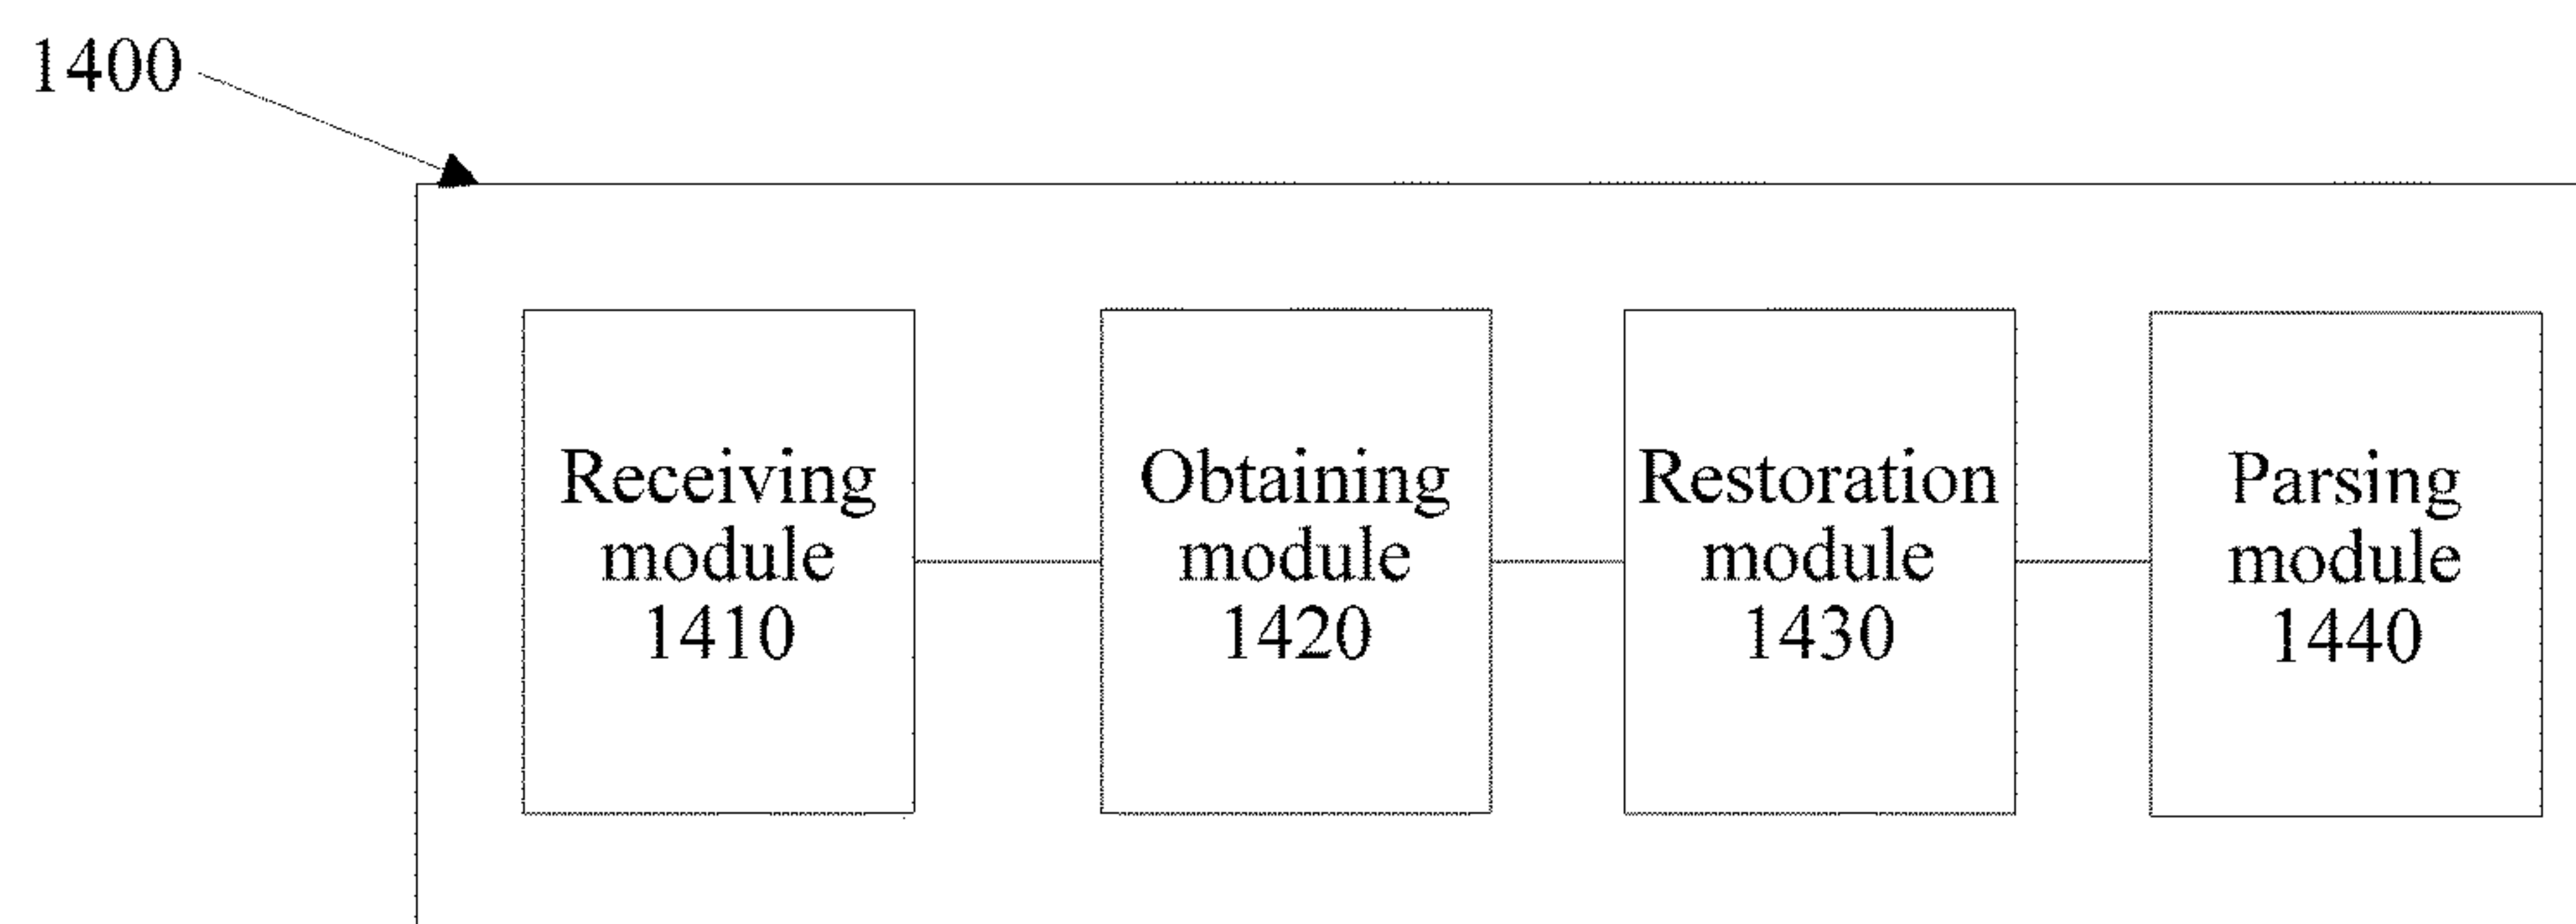 1400
Receiving
module
1410
Obtaining
module
1420
Restoration
module
1430
Parsing
module
1440